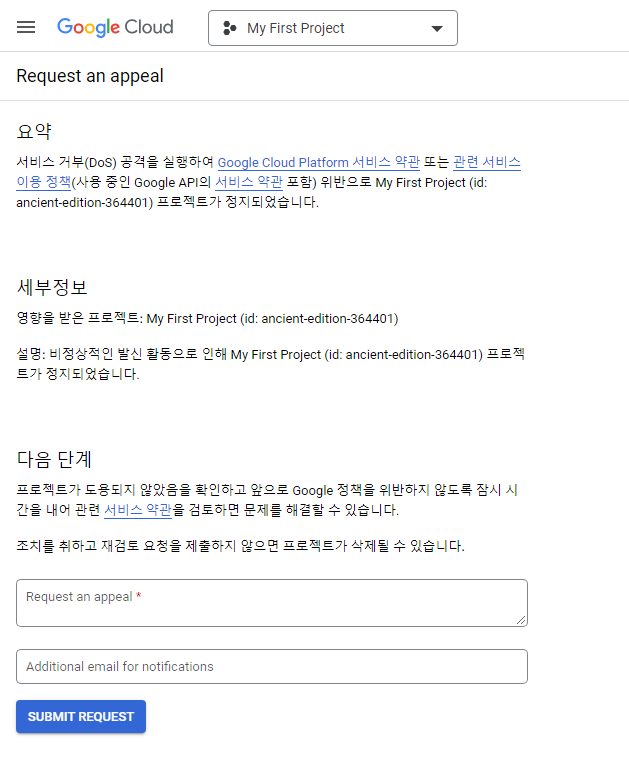 Google Cloud
My First Project
Request an appeal
요약
서비스 거부(DoS) 공격을 실행하여 Google Cloud Platform 서비스 약관 또는 관련 서비스
이용 정책(사용 중인 Google API의 서비스 약관 포함) 위반으로 My First Project (id:
ancient-edition-364401) 프로젝트가 정지되었습니다.
세부정보
영향을 받은 프로젝트: My First Project (id: ancient-edition-364401)
설명: 비정상적인 발신 활동으로 인해 My First Project (id: ancient-edition-364401) 프로젝
트가 정지되었습니다.
다음 단계
프로젝트가 도용되지 않았음을 확인하고 앞으로 Google 정책을 위반하지 않도록 잠시 시
간을 내어 관련 서비스 약관을 검토하면 문제를 해결할 수 있습니다.
조치를 취하고 재검토 요청을 제출하지 않으면 프로젝트가 삭제될 수 있습니다.
Request an appeal *
Additional email for notifications
SUBMIT REQUEST